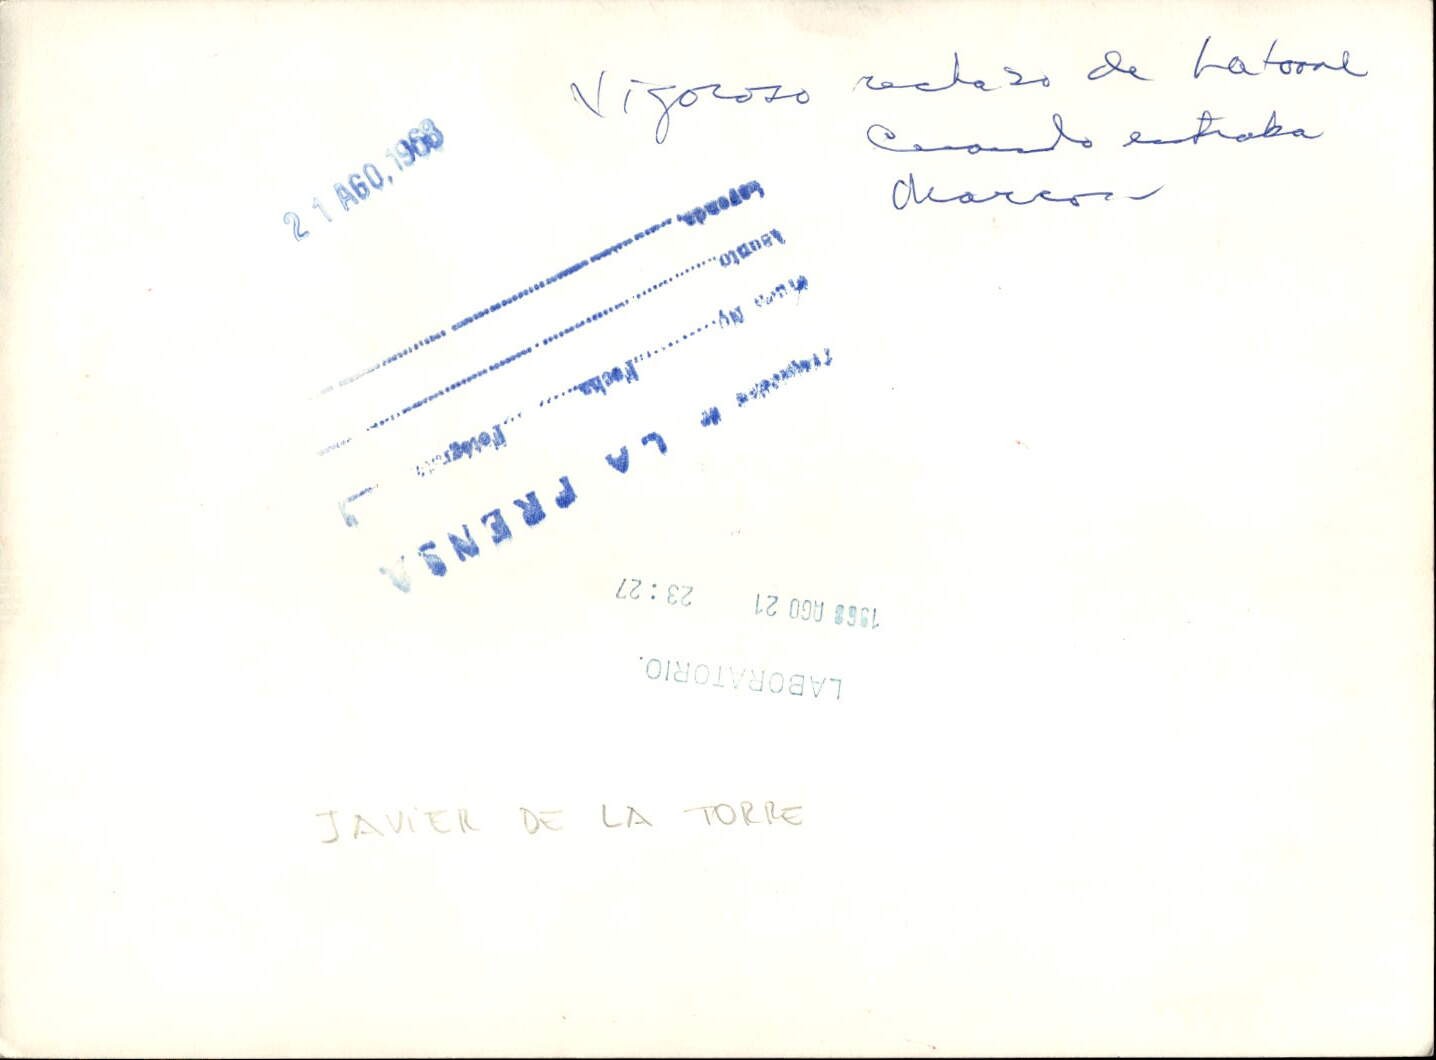 Vigoroso rechazo de Latorre
Cuando entraba
Marcos
21 AGO. 1968
Leyenda
Asunto
Fecha
Fotógrafo
LA PRENSA
1968 AGO 21 23:27
LABORATORIO.
JAVIER DE LA TORRE